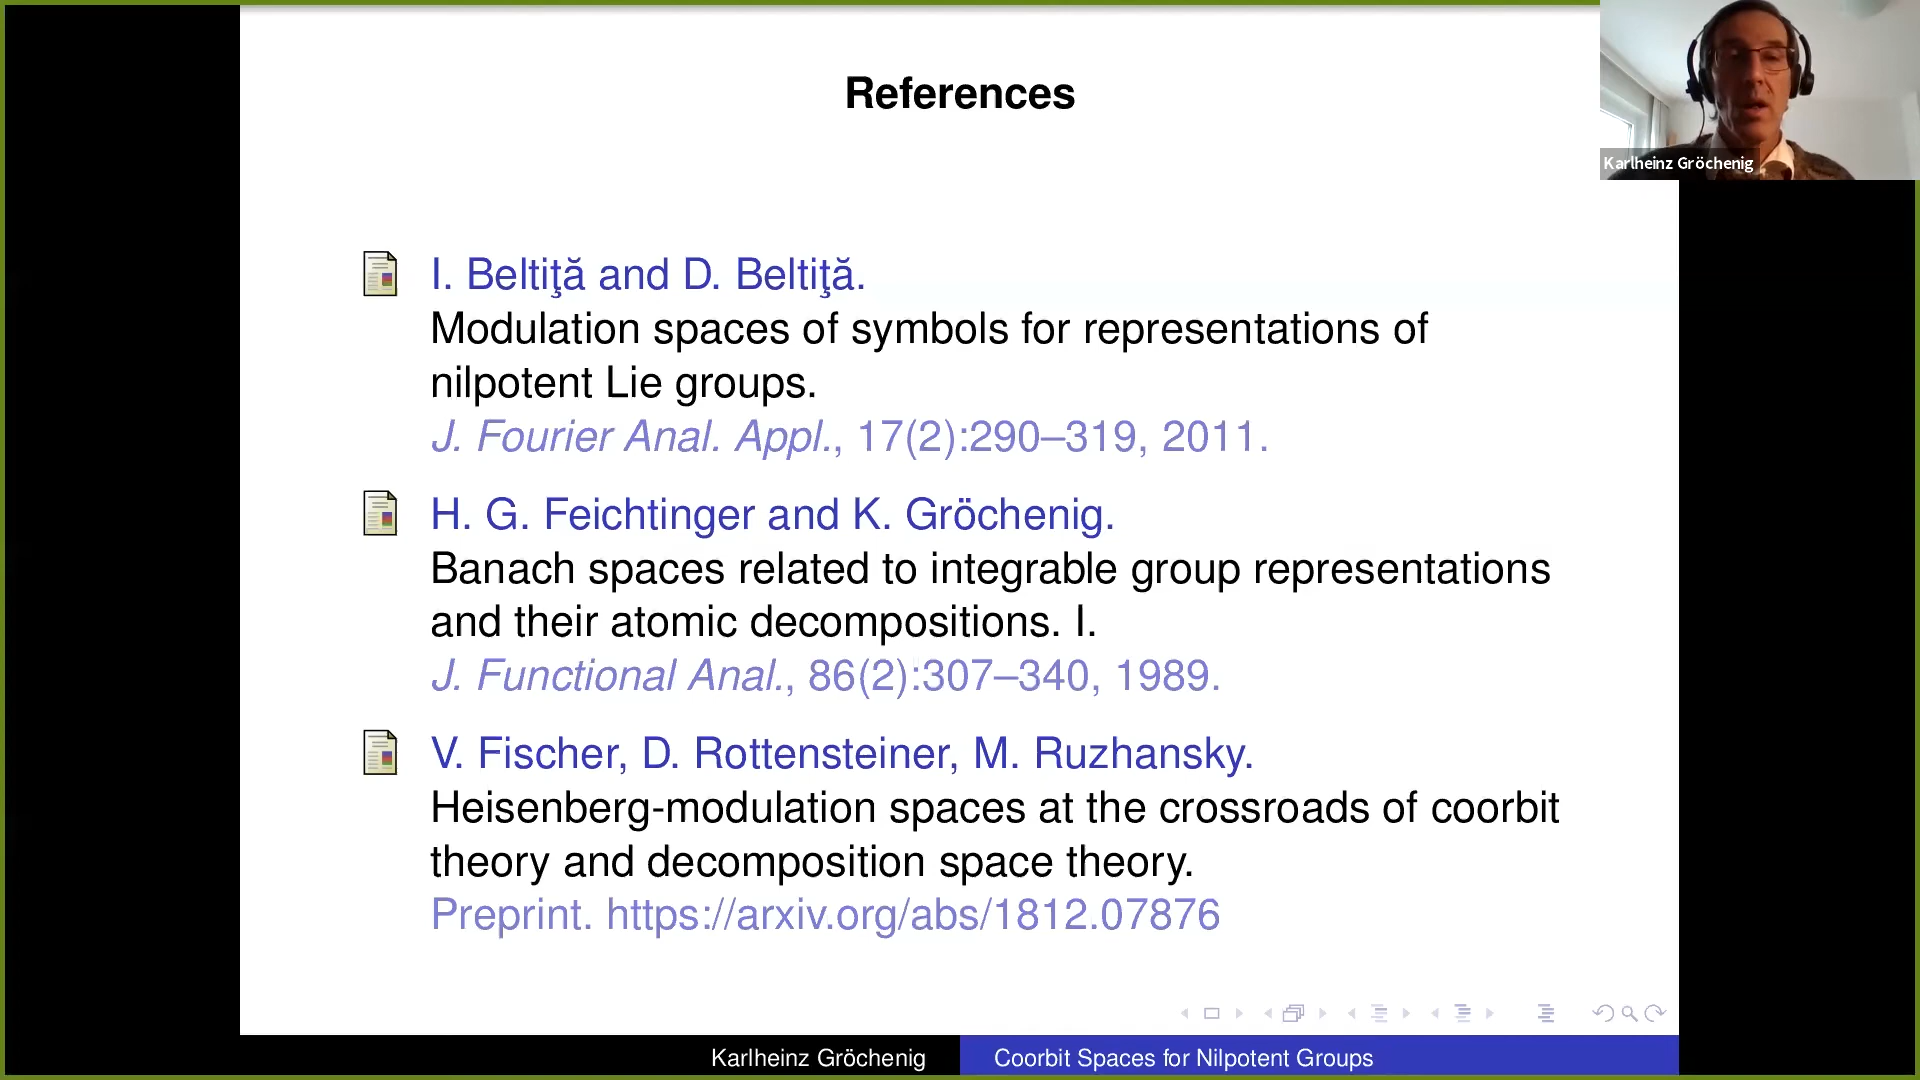 References
Karlheinz Gröchenig
I. Beltiţă and D. Beltiţă.
Modulation spaces of symbols for representations of
nilpotent Lie groups.
J. Fourier Anal. Appl., 17(2):290–319, 2011.
H. G. Feichtinger and K. Gröchenig.
Banach spaces related to integrable group representations
and their atomic decompositions. I.
J. Functional Anal., 86(2):307–340, 1989.
V. Fischer, D. Rottensteiner, M. Ruzhansky.
Heisenberg-modulation spaces at the crossroads of coorbit
theory and decomposition space theory.
Preprint. https://arxiv.org/abs/1812.07876
Karlheinz Gröchenig
Coorbit Spaces for Nilpotent Groups